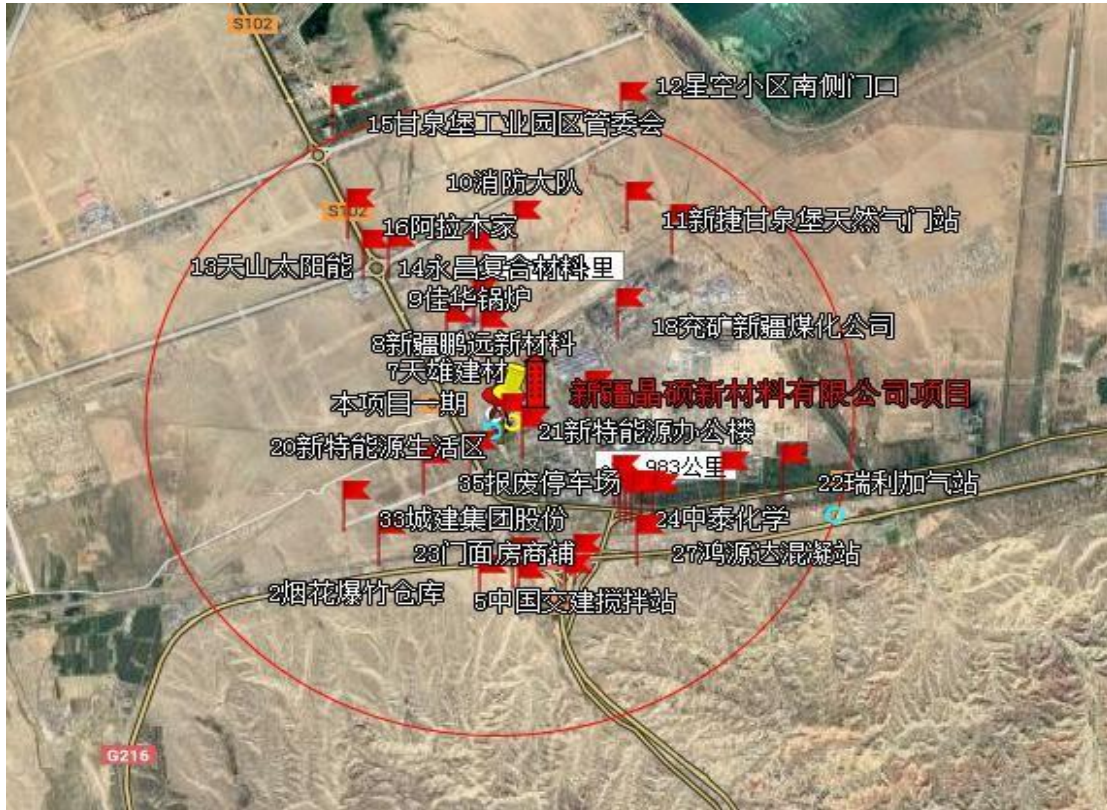 S102
12星空小区南侧门口
15甘泉堡工业园区管委会
10消防大队
S102
16阿拉木家
11新捷甘泉堡天然气门站
13天山太阳能
14永昌复合材料
里
9佳华锅炉
18兖矿新疆煤化公司
8新疆鹏远新材料
7天雄建材
新疆晶硕新材料有限公司项目
本项目一期
21新特能源办公楼
20新特能源生活区
983公里
35报废停车场
22瑞利加气站
33城建集团股份
24中泰化学
23门面房商铺
27鸿源达混凝站
2烟花爆竹仓库
5中国交建搅拌站
G216